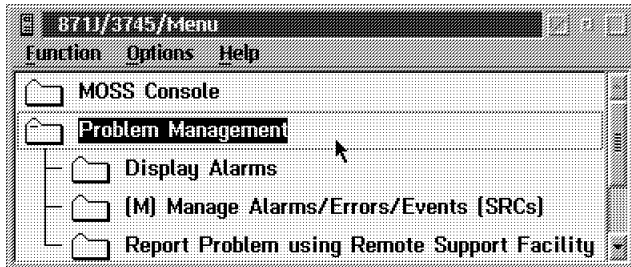 871J/3745/Menu
Function Options Help
MOSS Console
Problem Management
Display Alarms
(M) Manage Alarms/Errors/Events (SRCs)
Report Problem using Remote Support Facility